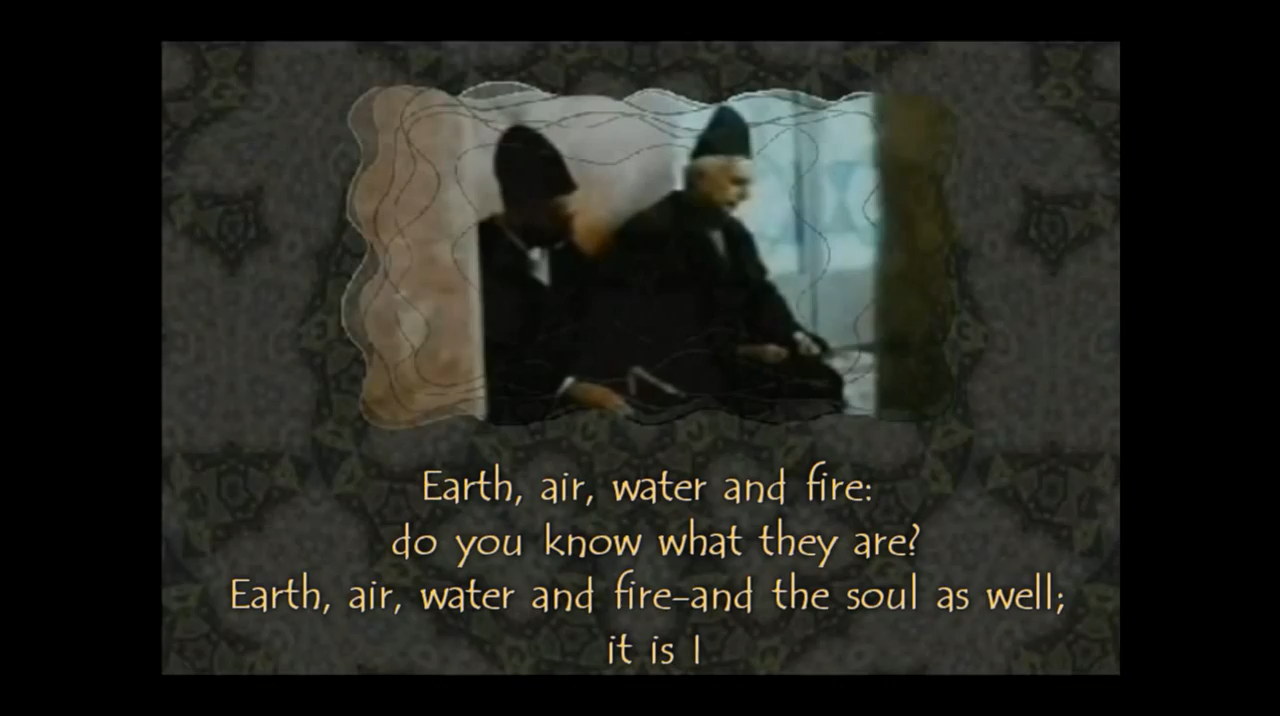 Earth, air, water and fire:
do you know what they are?
Earth, air, water and fire-and the soul as well;
it is I